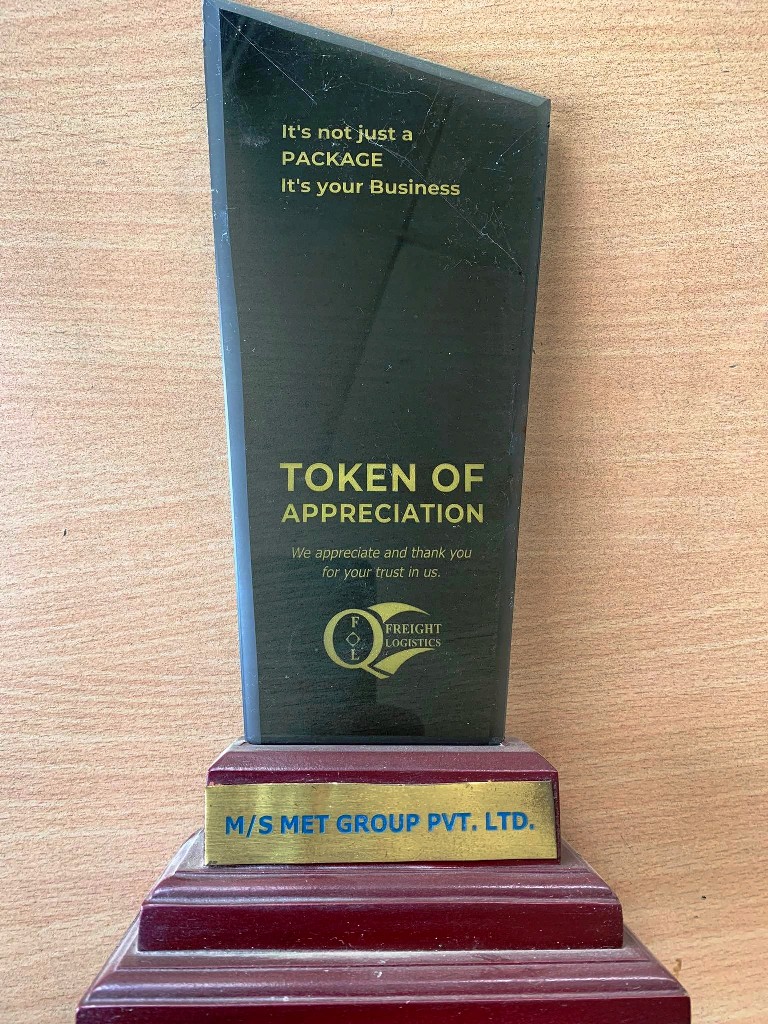 It's not just a
PACKAGE
It's your Business
TOKEN OF
APPRECIATION
We appreciate and thank you
for your trust in us.
Q
F
L
FREIGHT
LOGISTICS
M/S MET GROUP PVT. LTD.